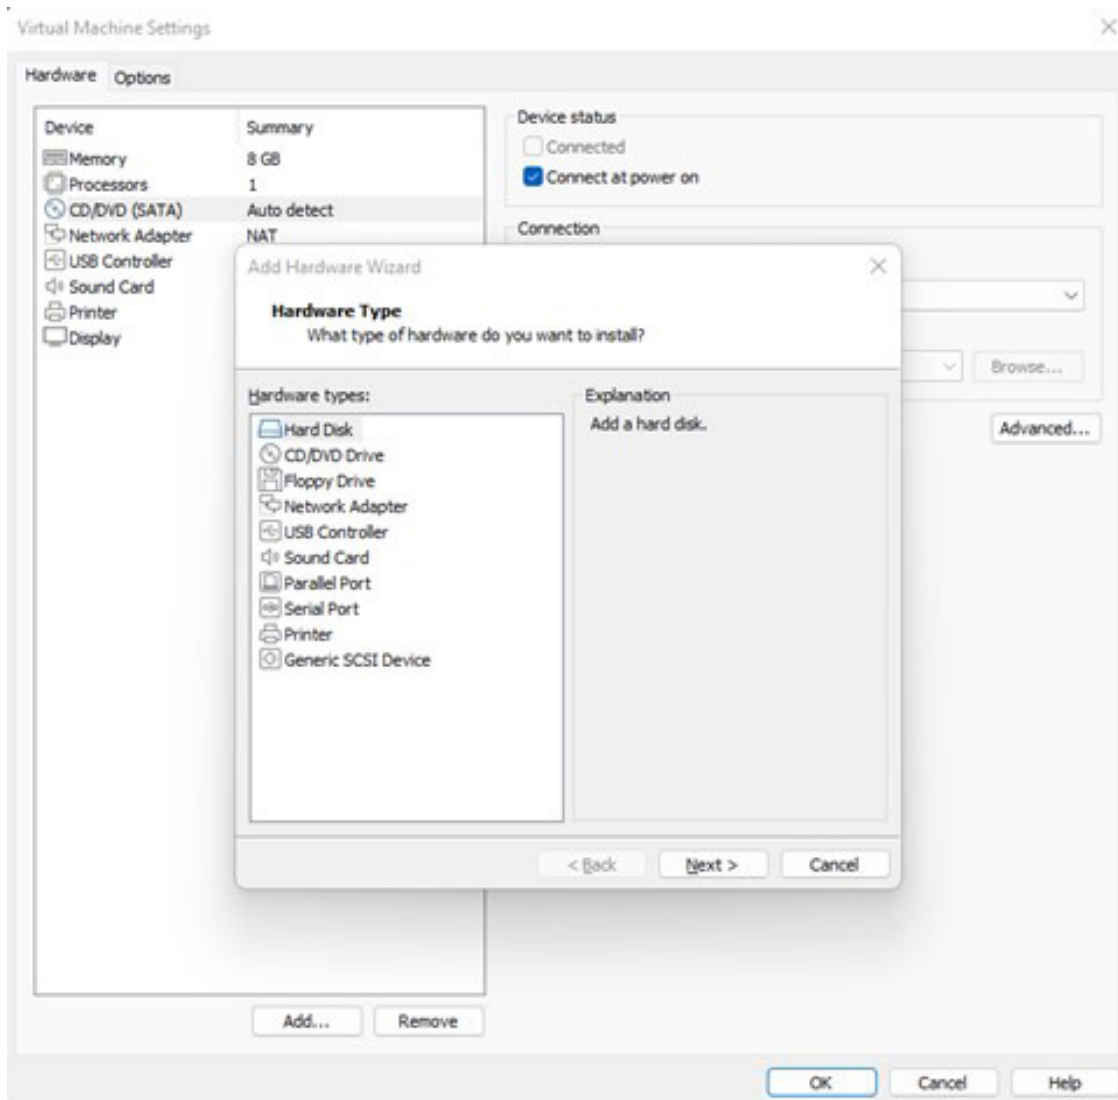 Virtual Machine Settings
Hardware Options
Device Summary
Memory 8 GB
Processors 1
CD/DVD (SATA) Auto detect
Network Adapter NAT
USB Controller
Sound Card
Printer
Display
Device status
Connected
Connect at power on
Connection
Browse...
Advanced...
Add Hardware Wizard
Hardware Type
What type of hardware do you want to install?
Hardware types:
Hard Disk
CD/DVD Drive
Floppy Drive
Network Adapter
USB Controller
Sound Card
Parallel Port
Serial Port
Printer
Generic SCSI Device
Explanation
Add a hard disk.
< Back Next > Cancel
Add... Remove
OK Cancel Help